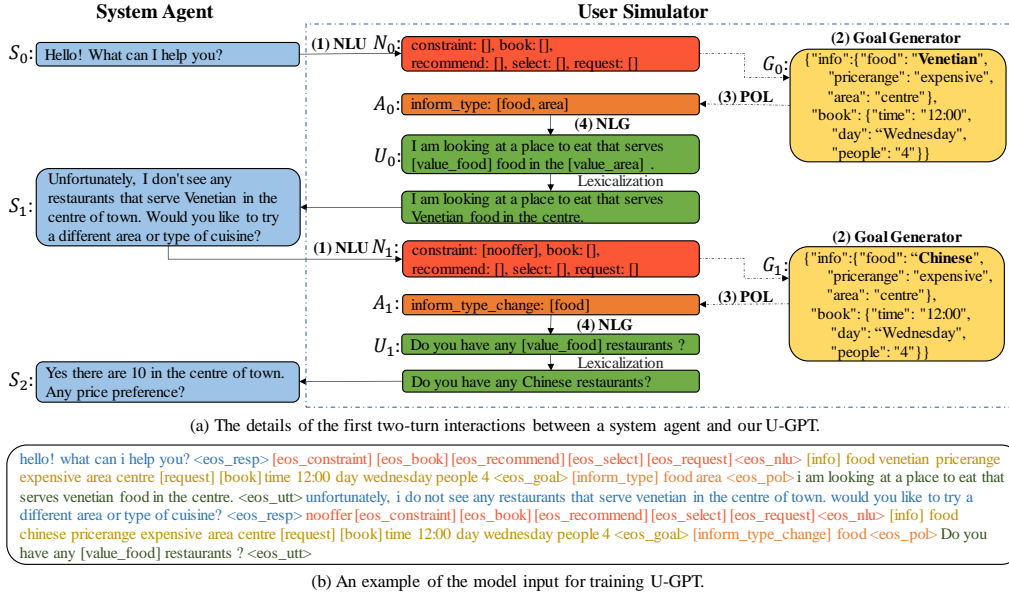 System Agent
User Simulator
S0:
Hello! What can I help you?
(1) NLU N0:
constraint: [], book: [],
recommend: [], select: [], request: []
(2) Goal Generator
G0:
{"info":{"food": "Venetian",
"pricerange": "expensive",
"area": "centre"},
"book": {"time": "12:00",
"day": “Wednesday",
"people": "4"}}
(3) POL
A0:
inform_type: [food, area]
(4) NLG
U0:
I am looking at a place to eat that serves
[value_food] food in the [value_area] .
Lexicalization
I am looking at a place to eat that serves
Venetian food in the centre.
S1:
Unfortunately, I don't see any
restaurants that serve Venetian in the
centre of town. Would you like to try
a different area or type of cuisine?
(1) NLU N1:
constraint: [nooffer], book: [],
recommend: [], select: [], request: []
(2) Goal Generator
G1:
{"info":{"food": “Chinese",
"pricerange": "expensive",
"area": "centre"},
"book": {"time": "12:00",
"day": “Wednesday",
"people": "4"}}
(3) POL
A1:
inform_type_change: [food]
(4) NLG
U1:
Do you have any [value_food] restaurants ?
Lexicalization
Do you have any Chinese restaurants?
S2:
Yes there are 10 in the centre of town.
Any price preference?
(a) The details of the first two-turn interactions between a system agent and our U-GPT.
hello! what can i help you? <eos_resp> [eos_constraint] [eos_book] [eos_recommend] [eos_select] [eos_request] <eos_nlu> [info] food venetian pricerange
expensive area centre [request] [book] time 12:00 day wednesday people 4 <eos_goal> [inform_type] food area <eos_pol> i am looking at a place to eat that
serves venetian food in the centre. <eos_utt> unfortunately, i do not see any restaurants that serve venetian in the centre of town. would you like to try a
different area or type of cuisine? <eos_resp> nooffer [eos_constraint] [eos_book] [eos_recommend] [eos_select] [eos_request] <eos_nlu> [info] food
chinese pricerange expensive area centre [request] [book] time 12:00 day wednesday people 4 <eos_goal> [inform_type_change] food <eos_pol> Do you
have any [value_food] restaurants ? <eos_utt>
(b) An example of the model input for training U-GPT.